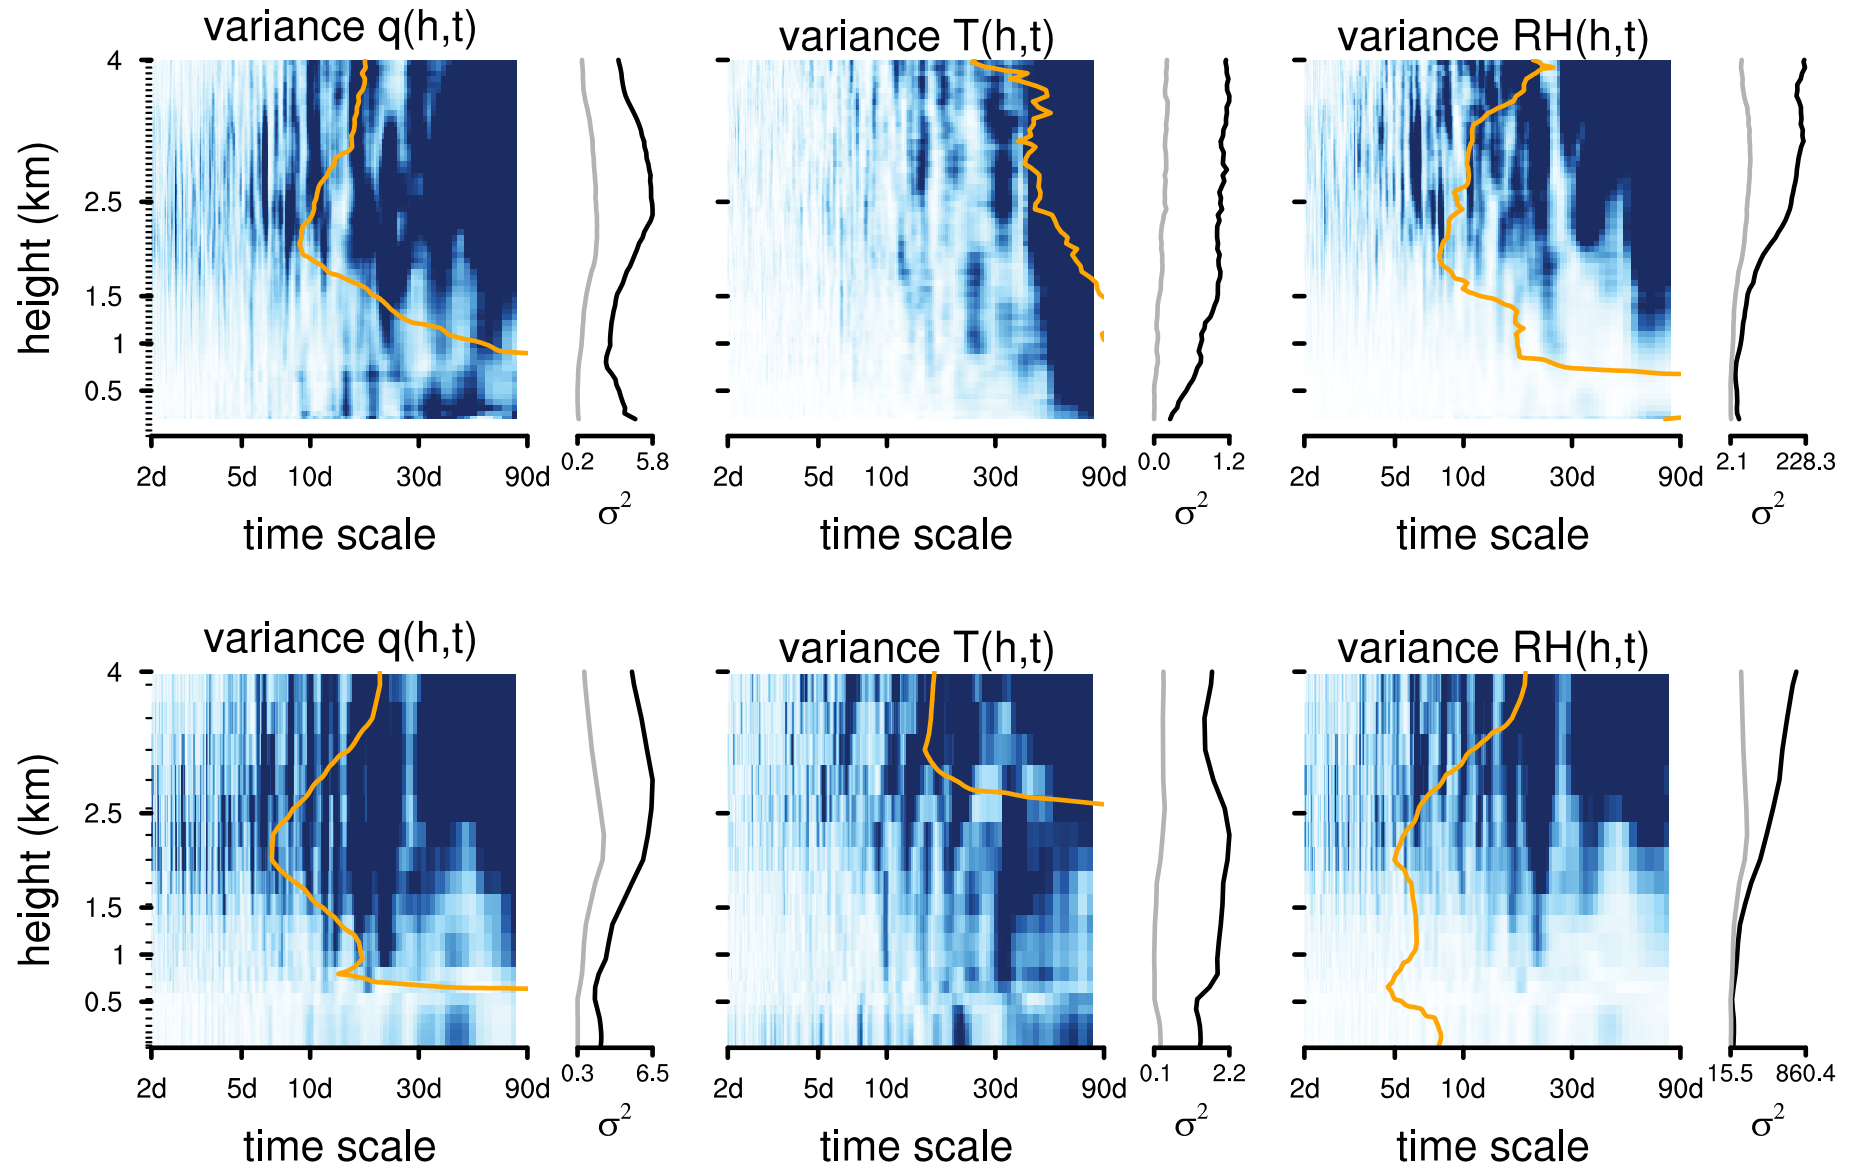 variance q(h,t)
variance T(h,t)
variance RH(h,t)
height (km)
4
2.5
1.5
1
0.5
2d 5d 10d 30d 90d
0.2 5.8
σ²
time scale
2d 5d 10d 30d 90d
0.0 1.2
σ²
time scale
2d 5d 10d 30d 90d
2.1 228.3
σ²
time scale
variance q(h,t)
variance T(h,t)
variance RH(h,t)
height (km)
4
2.5
1.5
1
0.5
2d 5d 10d 30d 90d
0.3 6.5
σ²
time scale
2d 5d 10d 30d 90d
0.1 2.2
σ²
time scale
2d 5d 10d 30d 90d
15.5 860.4
σ²
time scale